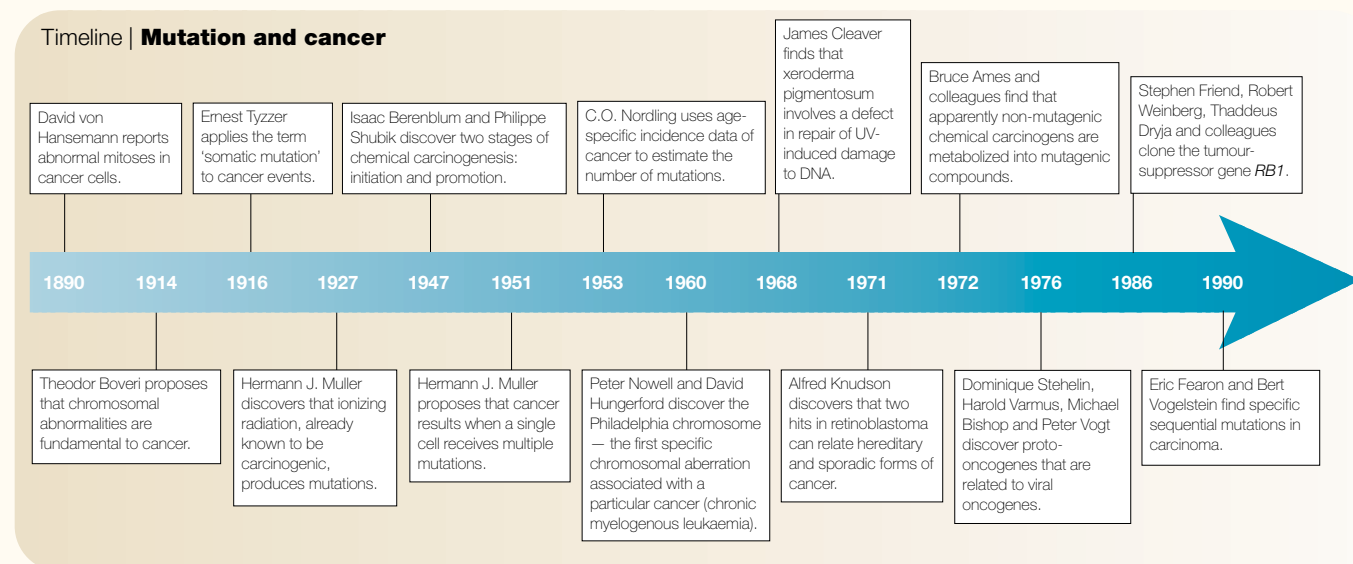 Timeline | Mutation and cancer
David von
Hansemann reports
abnormal mitoses in
cancer cells.
Ernest Tyzzer
applies the term
‘somatic mutation’
to cancer events.
Isaac Berenblum and Philippe
Shubik discover two stages of
chemical carcinogenesis:
initiation and promotion.
C.O. Nordling uses age-
specific incidence data of
cancer to estimate the
number of mutations.
James Cleaver
finds that
xeroderma
pigmentosum
involves a defect
in repair of UV-
induced damage
to DNA.
Bruce Ames and
colleagues find that
apparently non-mutagenic
chemical carcinogens are
metabolized into mutagenic
compounds.
Stephen Friend, Robert
Weinberg, Thaddeus
Dryja and colleagues
clone the tumour-
suppressor gene RB1.
1890 1914 1916 1927 1947 1951 1953 1960 1968 1971 1972 1976 1986 1990
Theodor Boveri proposes
that chromosomal
abnormalities are
fundamental to cancer.
Hermann J. Muller
discovers that ionizing
radiation, already
known to be
carcinogenic,
produces mutations.
Hermann J. Muller
proposes that cancer
results when a single
cell receives multiple
mutations.
Peter Nowell and David
Hungerford discover the
Philadelphia chromosome
— the first specific
chromosomal aberration
associated with a
particular cancer (chronic
myelogenous leukaemia).
Alfred Knudson
discovers that two
hits in retinoblastoma
can relate hereditary
and sporadic forms of
cancer.
Dominique Stehelin,
Harold Varmus, Michael
Bishop and Peter Vogt
discover proto-
oncogenes that are
related to viral
oncogenes.
Eric Fearon and Bert
Vogelstein find specific
sequential mutations in
carcinoma.